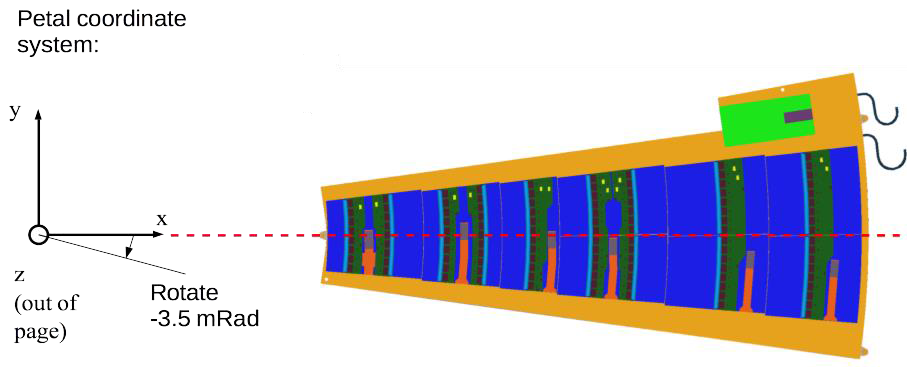 Petal coordinate
system:
y
x
z
(out of
page)
Rotate
-3.5 mRad